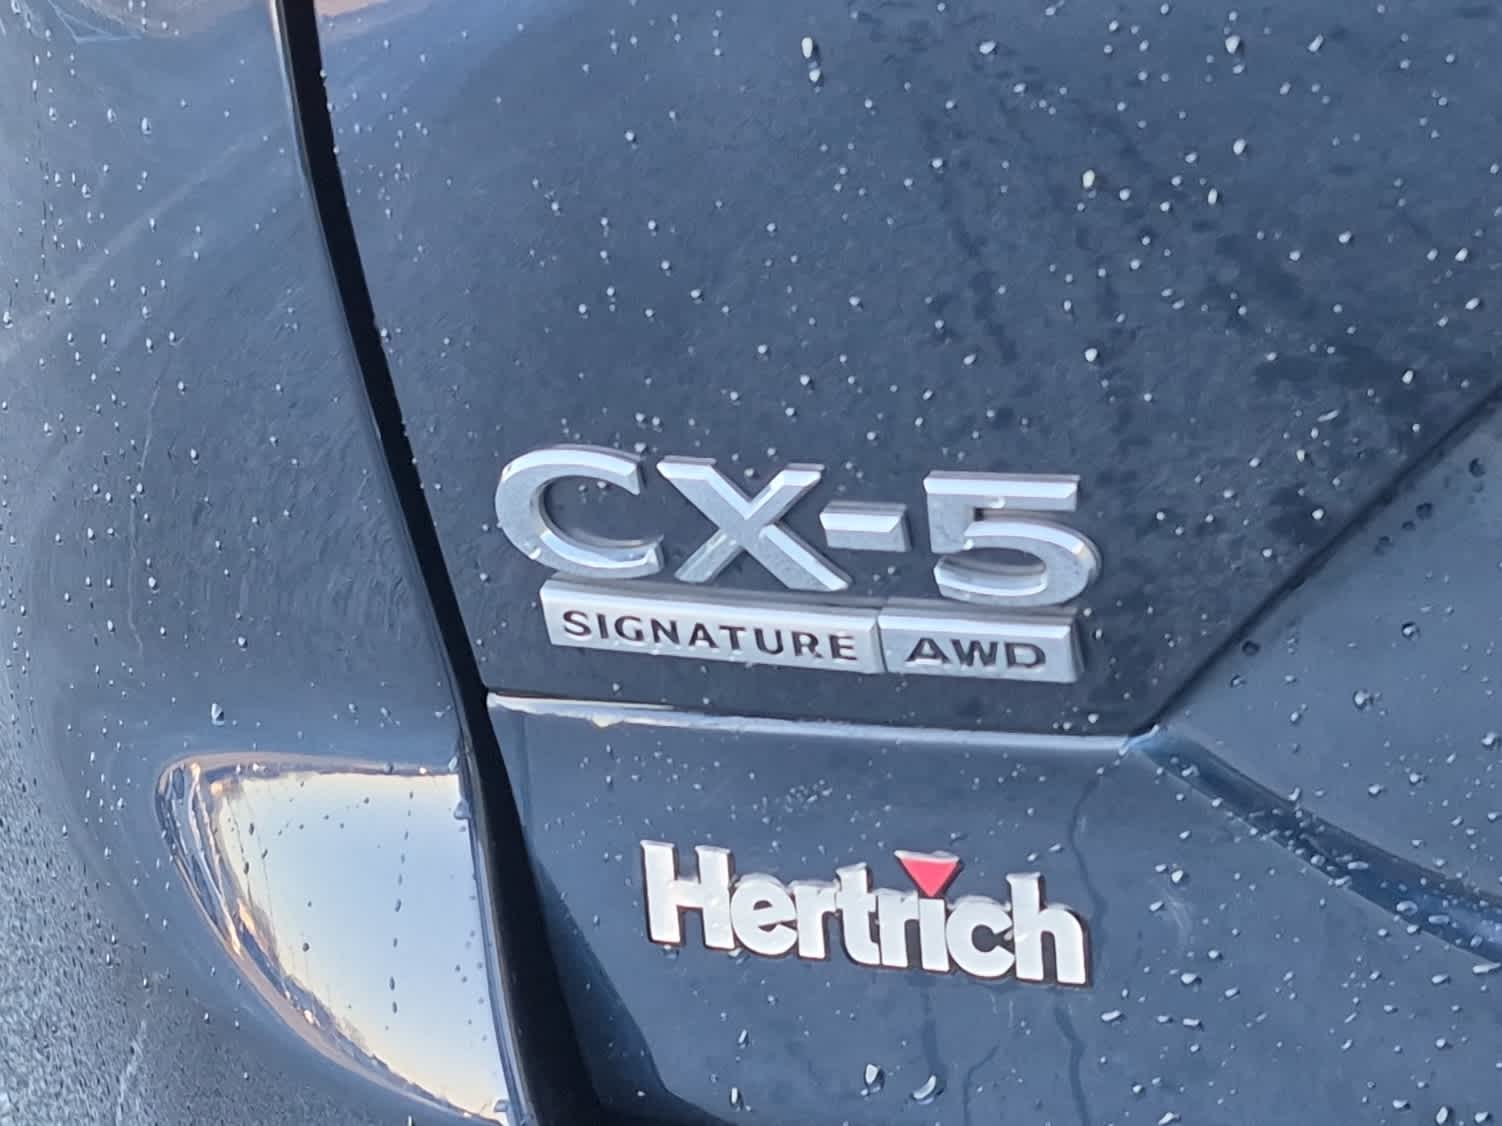 CX-5
SIGNATURE AWD
Hertrich